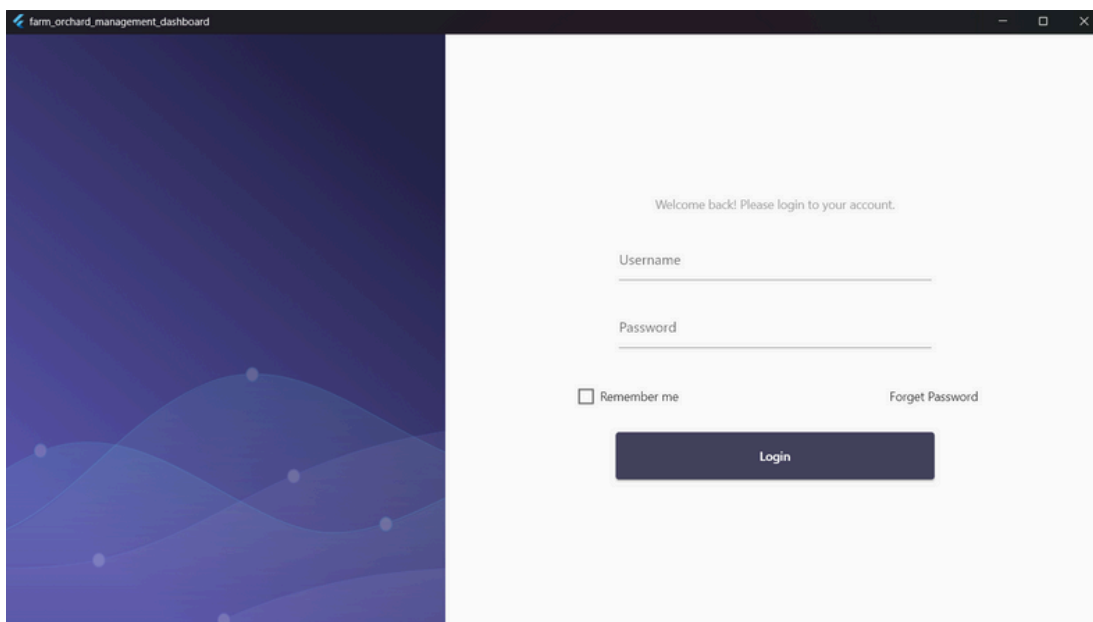 farm_orchard_management_dashboard
Welcome back! Please login to your account.
Username
Password
Remember me
Forget Password
Login